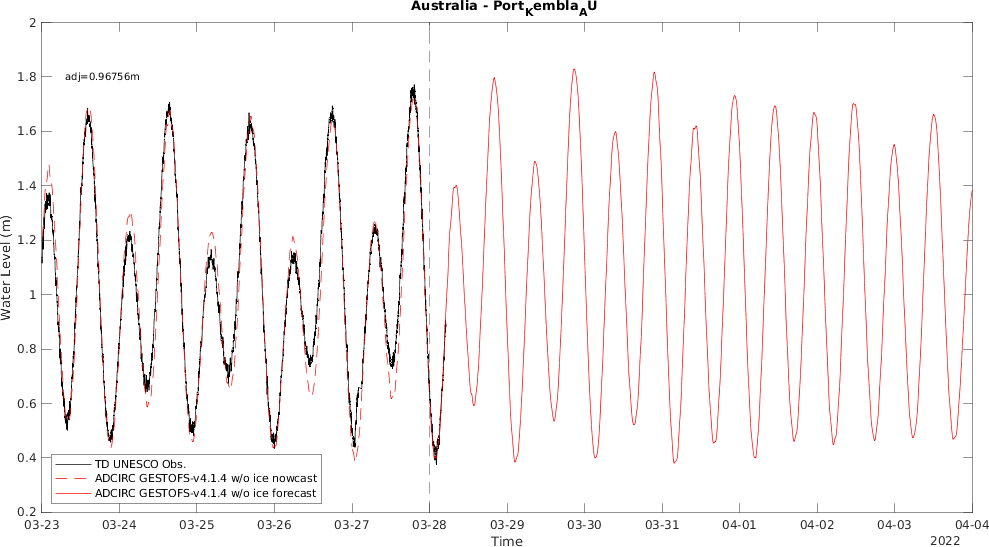 Australia - PortKemblaAU
adj=0.96756m
Water Level (m)
2
1.8
1.6
1.4
1.2
1
0.8
0.6
0.4
0.2
TD UNESCO Obs.
ADCIRC GESTOFS-v4.1.4 w/o ice nowcast
ADCIRC GESTOFS-v4.1.4 w/o ice forecast
03-23 03-24 03-25 03-26 03-27 03-28 03-29 03-30 03-31 04-01 04-02 04-03 04-04
Time
2022